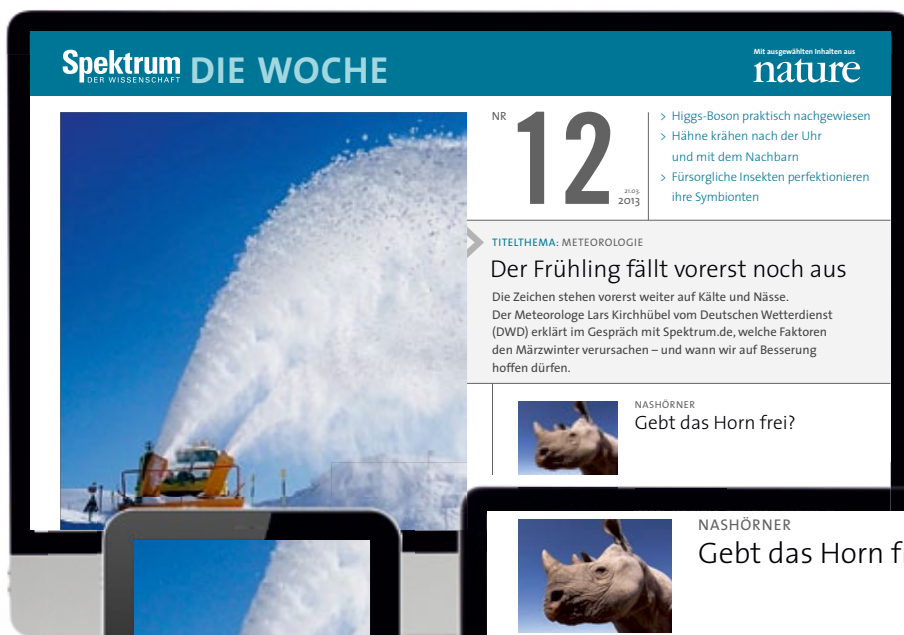 Spektrum
DER WISSENSCHAFT
DIE WOCHE
Mit ausgewählten Inhalten aus
nature
NR
12
21.03.
2013
> Higgs-Boson praktisch nachgewiesen
> Hähne krähen nach der Uhr
und mit dem Nachbarn
> Fürsorgliche Insekten perfektionieren
ihre Symbionten
TITELTHEMA: METEOROLOGIE
Der Frühling fällt vorerst noch aus
Die Zeichen stehen vorerst weiter auf Kälte und Nässe.
Der Meteorologe Lars Kirchhübel vom Deutschen Wetterdienst
(DWD) erklärt im Gespräch mit Spektrum.de, welche Faktoren
den Märzwinter verursachen – und wann wir auf Besserung
hoffen dürfen.
NASHÖRNER
Gebt das Horn frei?
NASHÖRNER
Gebt das Horn f